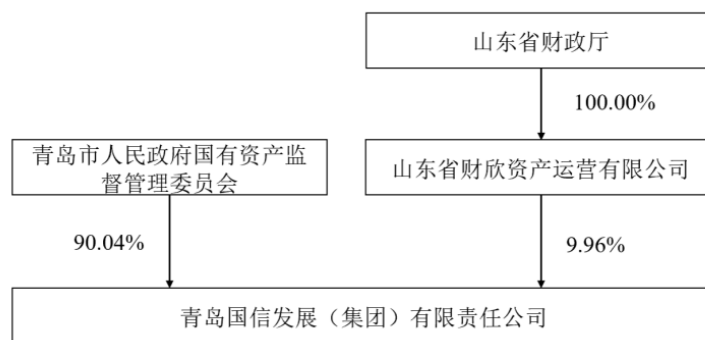 山东省财政厅
100.00%
青岛市人民政府国有资产监
督管理委员会
山东省财欣资产运营有限公司
90.04%
9.96%
青岛国信发展（集团）有限责任公司